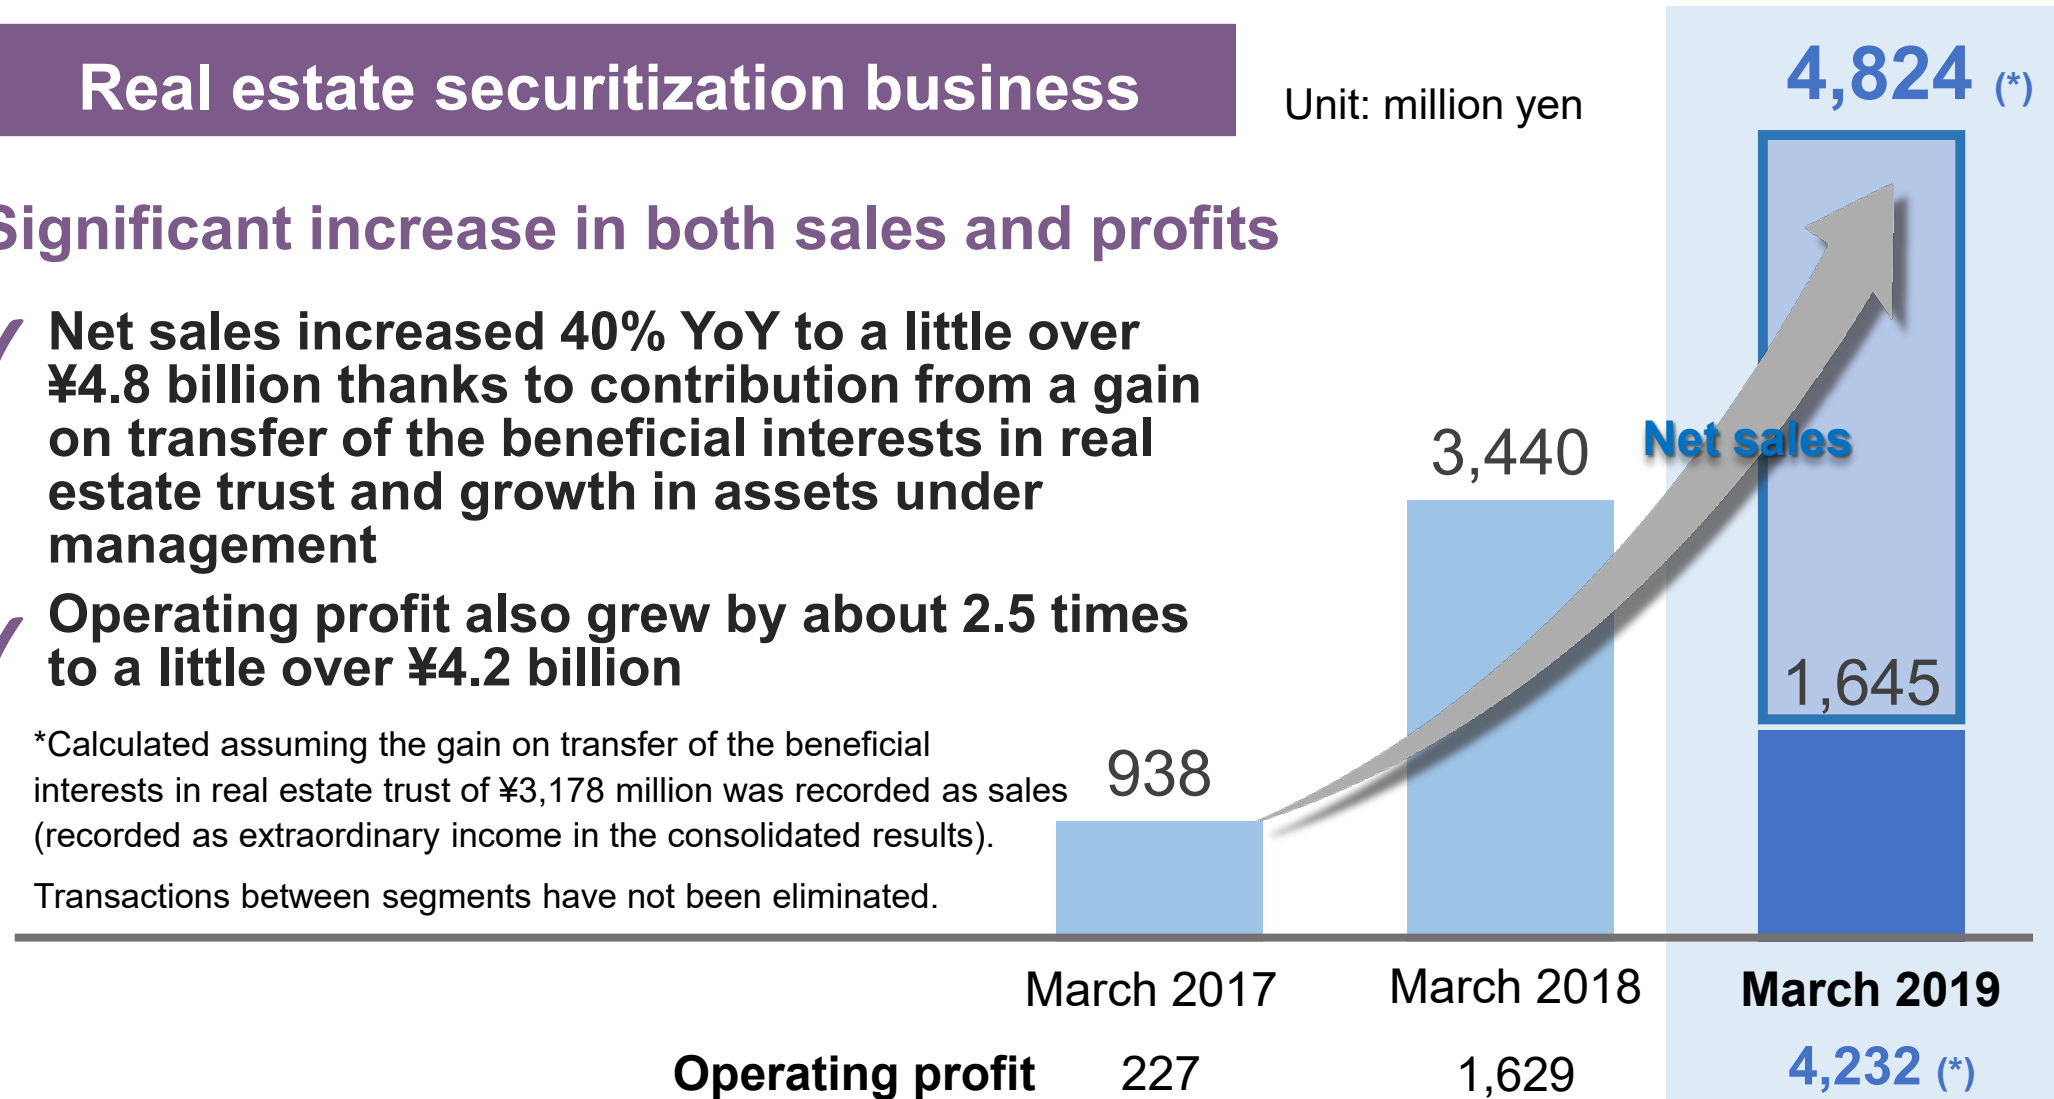 Real estate securitization business
Unit: million yen
4,824 (*)
Significant increase in both sales and profits
✓ Net sales increased 40% YoY to a little over
¥4.8 billion thanks to contribution from a gain
on transfer of the beneficial interests in real
estate trust and growth in assets under
management
✓ Operating profit also grew by about 2.5 times
to a little over ¥4.2 billion
*Calculated assuming the gain on transfer of the beneficial
interests in real estate trust of ¥3,178 million was recorded as sales
(recorded as extraordinary income in the consolidated results).
Transactions between segments have not been eliminated.
938
3,440
Net sales
1,645
March 2017
March 2018
March 2019
Operating profit
227
1,629
4,232 (*)